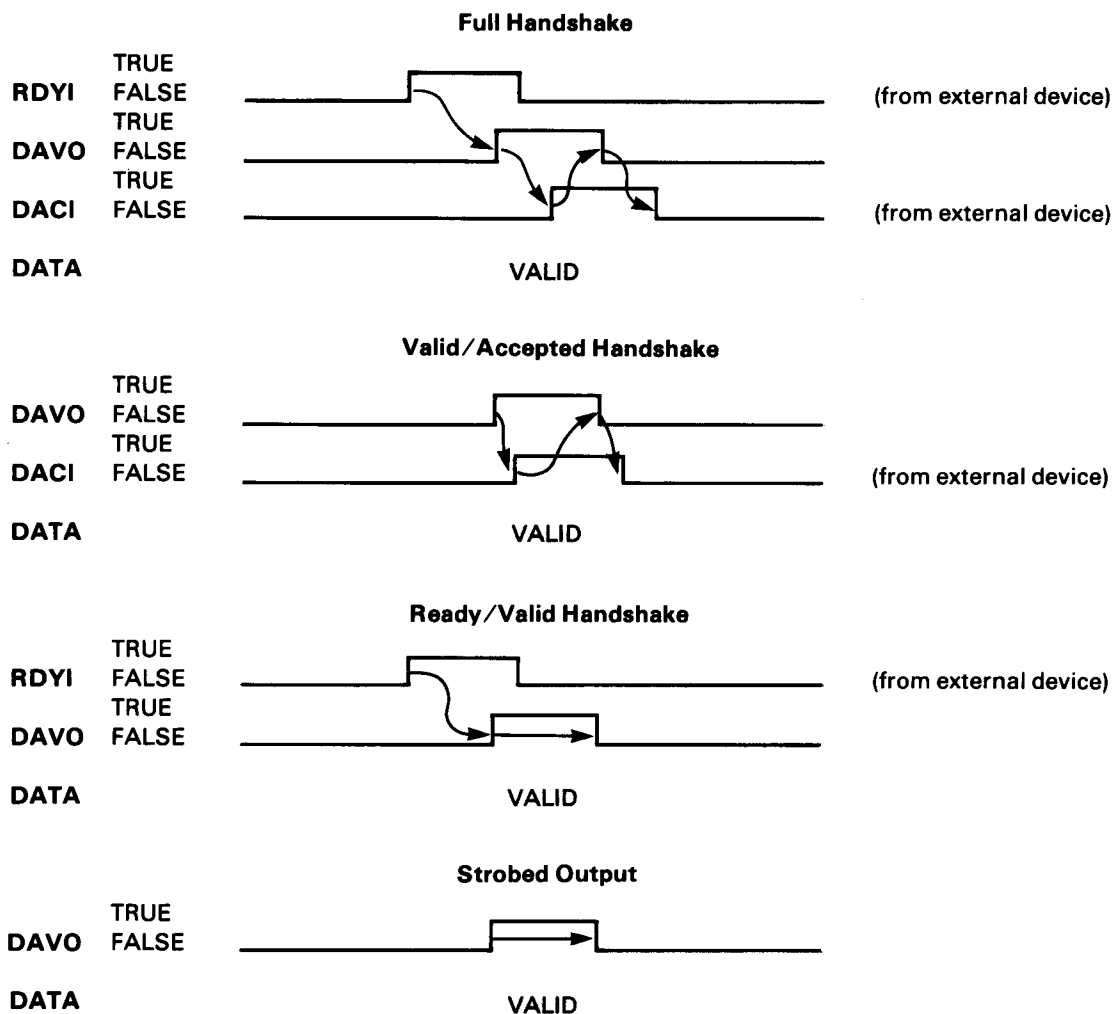 Full Handshake
TRUE
RDYI FALSE (from external device)
TRUE
DAVO FALSE
TRUE
DACI FALSE (from external device)
DATA VALID
Valid/Accepted Handshake
TRUE
DAVO FALSE
TRUE
DACI FALSE (from external device)
DATA VALID
Ready/Valid Handshake
TRUE
RDYI FALSE (from external device)
TRUE
DAVO FALSE
DATA VALID
Strobed Output
TRUE
DAVO FALSE
DATA VALID